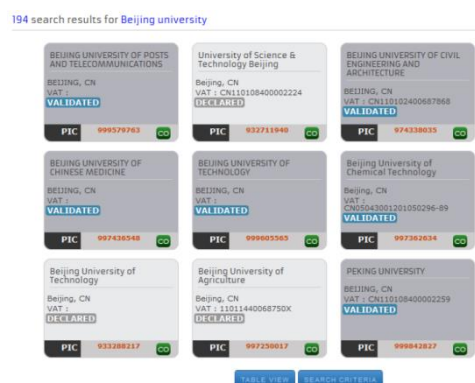 194 search results for Beijing university
BEIJING UNIVERSITY OF POSTS
AND TELECOMMUNICATIONS
BEIJING, CN
VAT :
VALIDATED
PIC 999579763 CO
University of Science &
Technology Beijing
Beijing, CN
VAT : CN110108400002224
DECLARED
PIC 932711940 CO
BEIJING UNIVERSITY OF CIVIL
ENGINEERING AND
ARCHITECTURE
BEIJING, CN
VAT : CN110102400687868
VALIDATED
PIC 974338035 CO
BEIJING UNIVERSITY OF
CHINESE MEDICINE
BEIJING, CN
VAT :
VALIDATED
PIC 997436548 CO
BEIJING UNIVERSITY OF
TECHNOLOGY
BEIJING, CN
VAT :
VALIDATED
PIC 999605565 CO
Beijing University of
Chemical Technology
Beijing, CN
VAT :
CN05043001201050296-89
VALIDATED
PIC 997362634 CO
Beijing University of
Technology
Beijing, CN
VAT :
DECLARED
PIC 933288217 CO
Beijing University of
Agriculture
Beijing, CN
VAT : 11011440068750X
DECLARED
PIC 997250017 CO
PEKING UNIVERSITY
BEIJING, CN
VAT : CN110108400002259
VALIDATED
PIC 999842827 CO
TABLE VIEW SEARCH CRITERIA